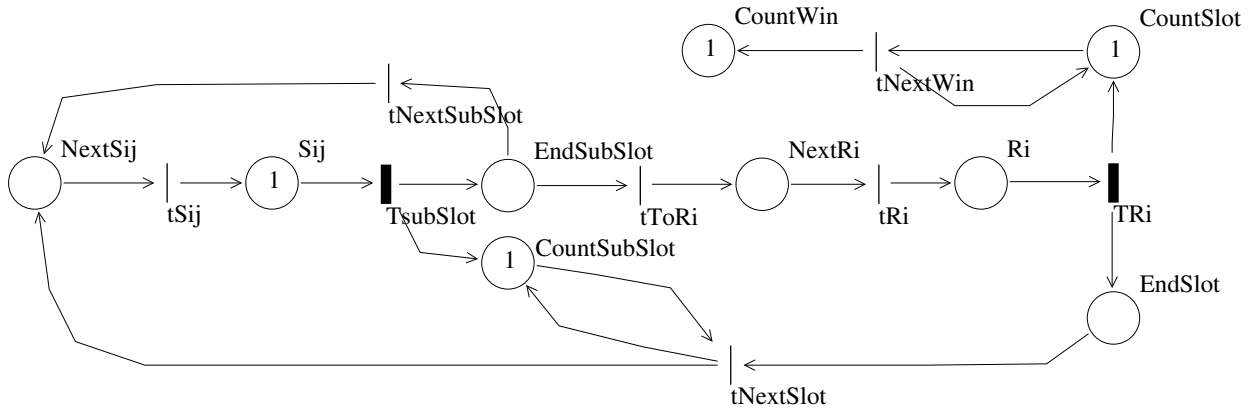 CountWin
CountSlot
1
1
tNextWin
tNextSubSlot
NextSij
Sij
EndSubSlot
NextRi
Ri
1
tSij
TsubSlot
tToRi
tRi
TRi
CountSubSlot
1
EndSlot
tNextSlot